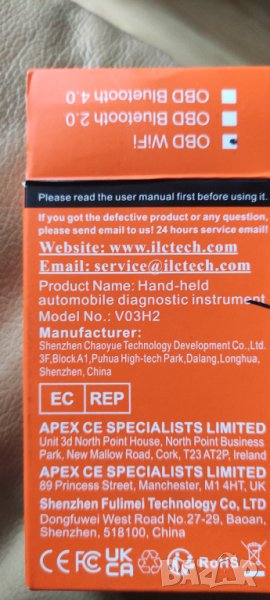 OBD Bluetooth 4.0
OBD Bluetooth 2.0
OBD WiFi
Please read the user manual first before using it.
If you got the defective product or any question,
please send email to us! 24 hours service email!
Website: www.ilctech.com
Email: service@ilctech.com
Product Name: Hand-held
automobile diagnostic instrument
Model No.: V03H2
Manufacturer:
Shenzhen Chaoyue Technology Development Co.,Ltd.
3F,Block A1,Puhua High-tech Park,Dalang,Longhua,
Shenzhen, China
EC REP
APEX CE SPECIALISTS LIMITED
Unit 3d North Point House, North Point Business
Park, New Mallow Road, Cork, T23 AT2P, Ireland
APEX CE SPECIALISTS LIMITED
89 Princess Street, Manchester, M1 4HT, UK
Shenzhen Fulimei Technology Co., LTD
Dongfuwei West Road No.27-29, Baoan,
Shenzhen, 518100, China
CE FC UKCA RoHS
BAZAR